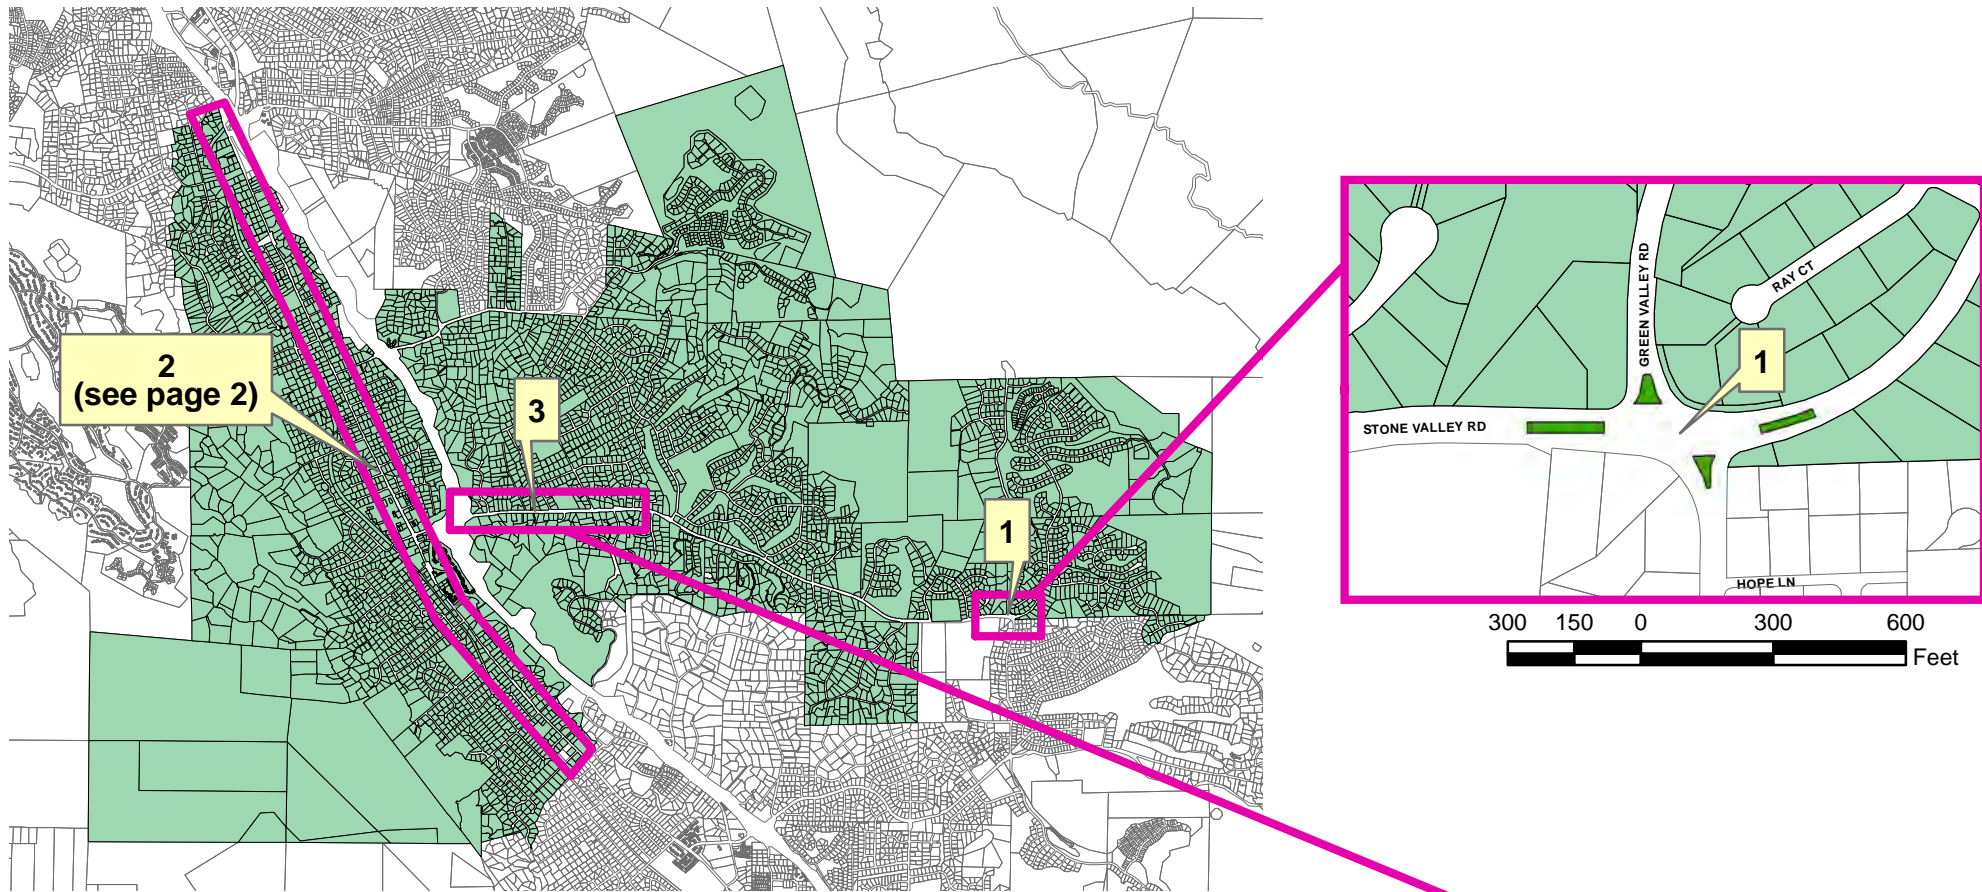 2
(see page 2)
3
1
GREEN VALLEY RD
RAY CT
1
STONE VALLEY RD
HOPE LN
300 150 0 300 600
Feet